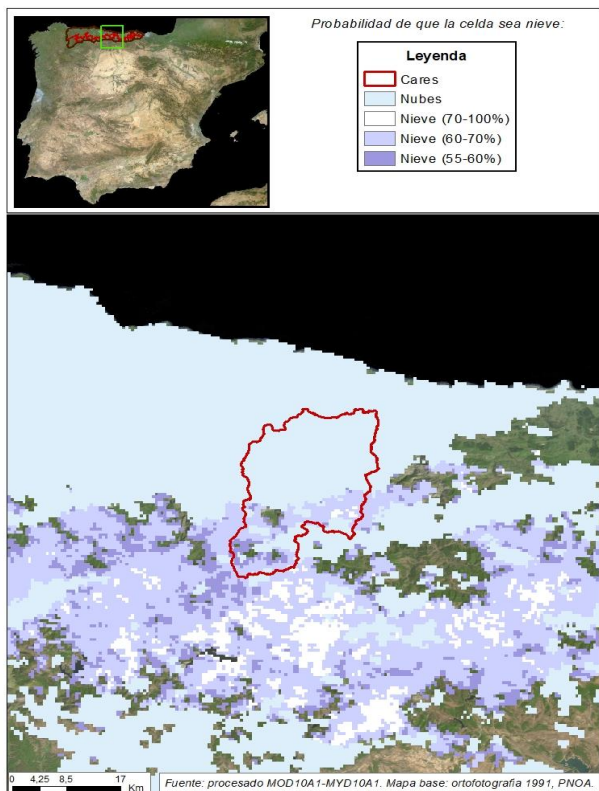 Probabilidad de que la celda sea nieve:
Leyenda
Cares
Nubes
Nieve (70-100%)
Nieve (60-70%)
Nieve (55-60%)
0 4,25 8,5 17
Km
Fuente: procesado MOD10A1-MYD10A1. Mapa base: ortofotografía 1991, PNOA.